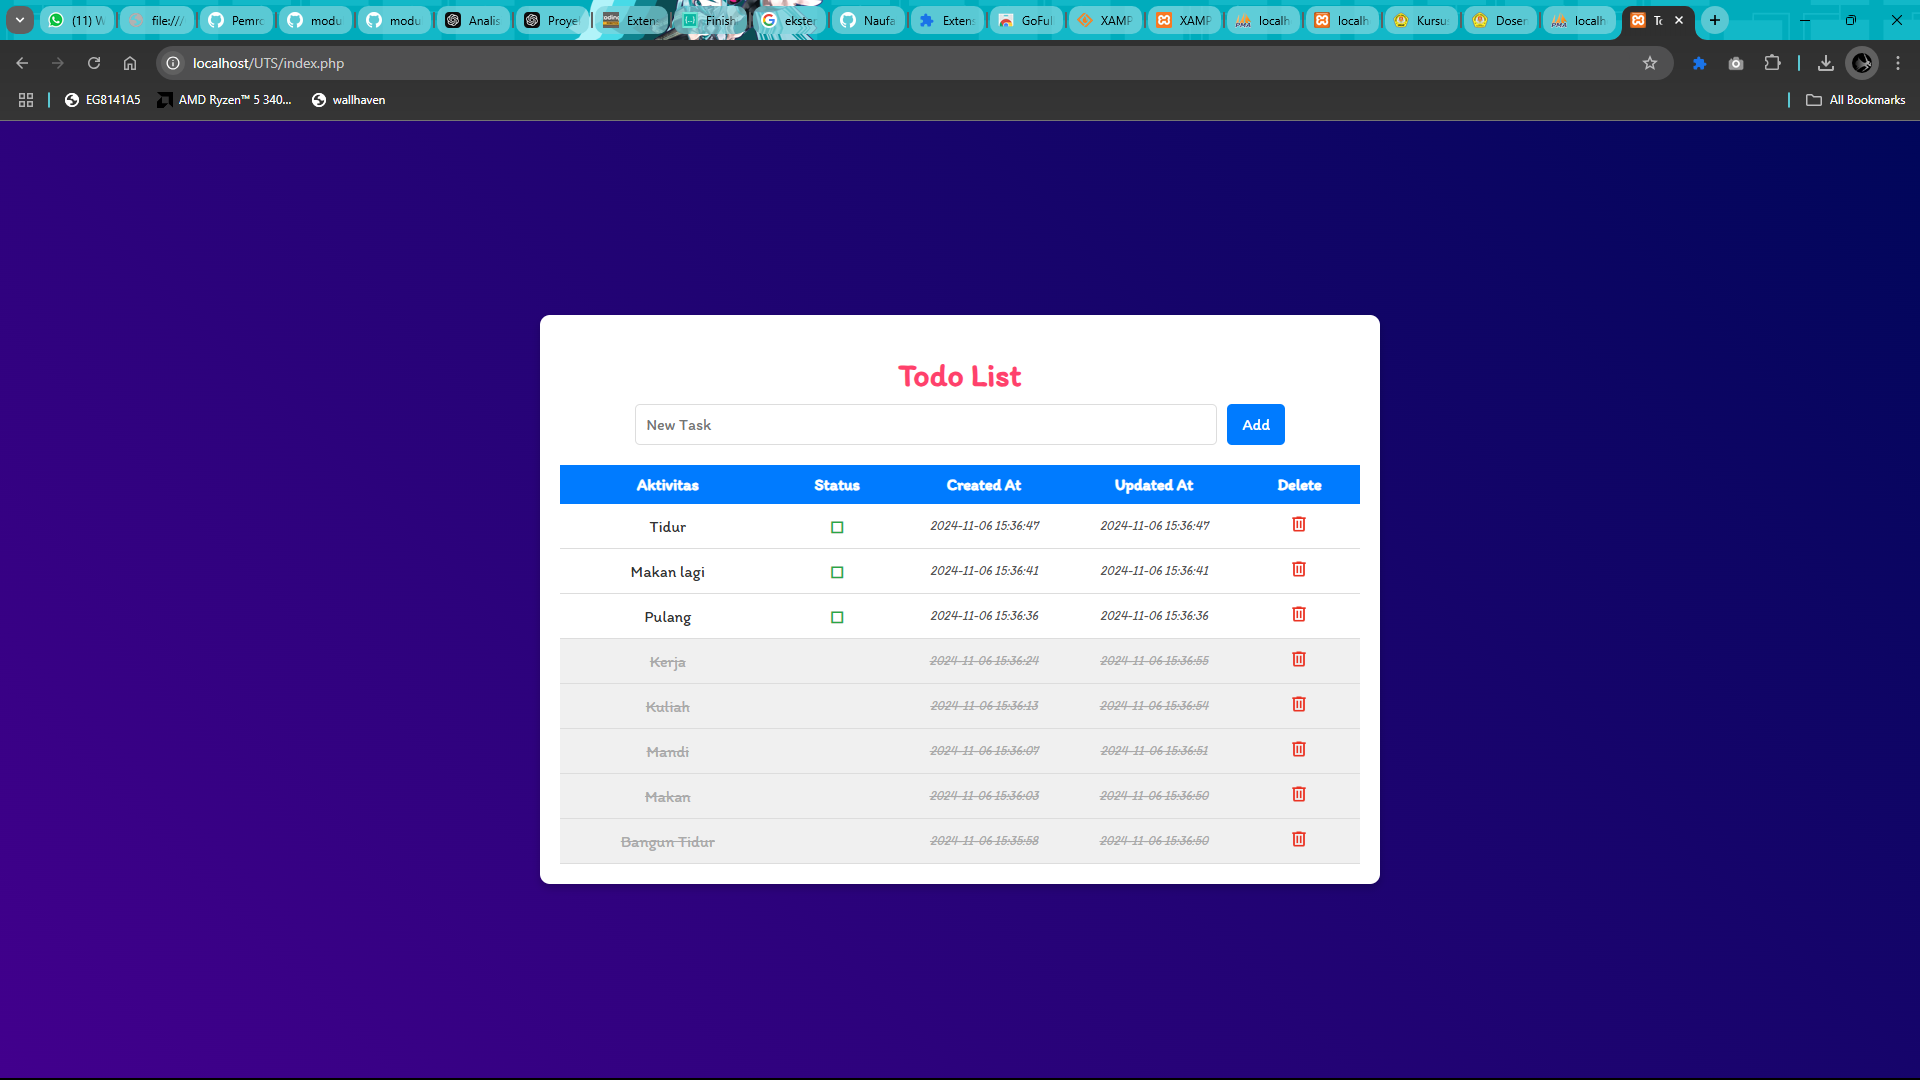 (11) W
file:///
Pemro
modu
modu
Analis
Proye
Exten
Finish
ekster
Naufa
Extens
GoFul
XAMP
XAMP
localh
localh
Kursu
Dosen
localh
To
localhost/UTS/index.php
EG8141A5
AMD Ryzen™ 5 340...
wallhaven
All Bookmarks
Todo List
New Task
Add
Aktivitas Status Created At Updated At Delete
Tidur 2024-11-06 15:36:47 2024-11-06 15:36:47
Makan lagi 2024-11-06 15:36:41 2024-11-06 15:36:41
Pulang 2024-11-06 15:36:36 2024-11-06 15:36:36
Kerja 2024-11-06 15:36:24 2024-11-06 15:36:55
Kuliah 2024-11-06 15:36:13 2024-11-06 15:36:54
Mandi 2024-11-06 15:36:07 2024-11-06 15:36:51
Makan 2024-11-06 15:36:03 2024-11-06 15:36:50
Bangun Tidur 2024-11-06 15:35:58 2024-11-06 15:36:50